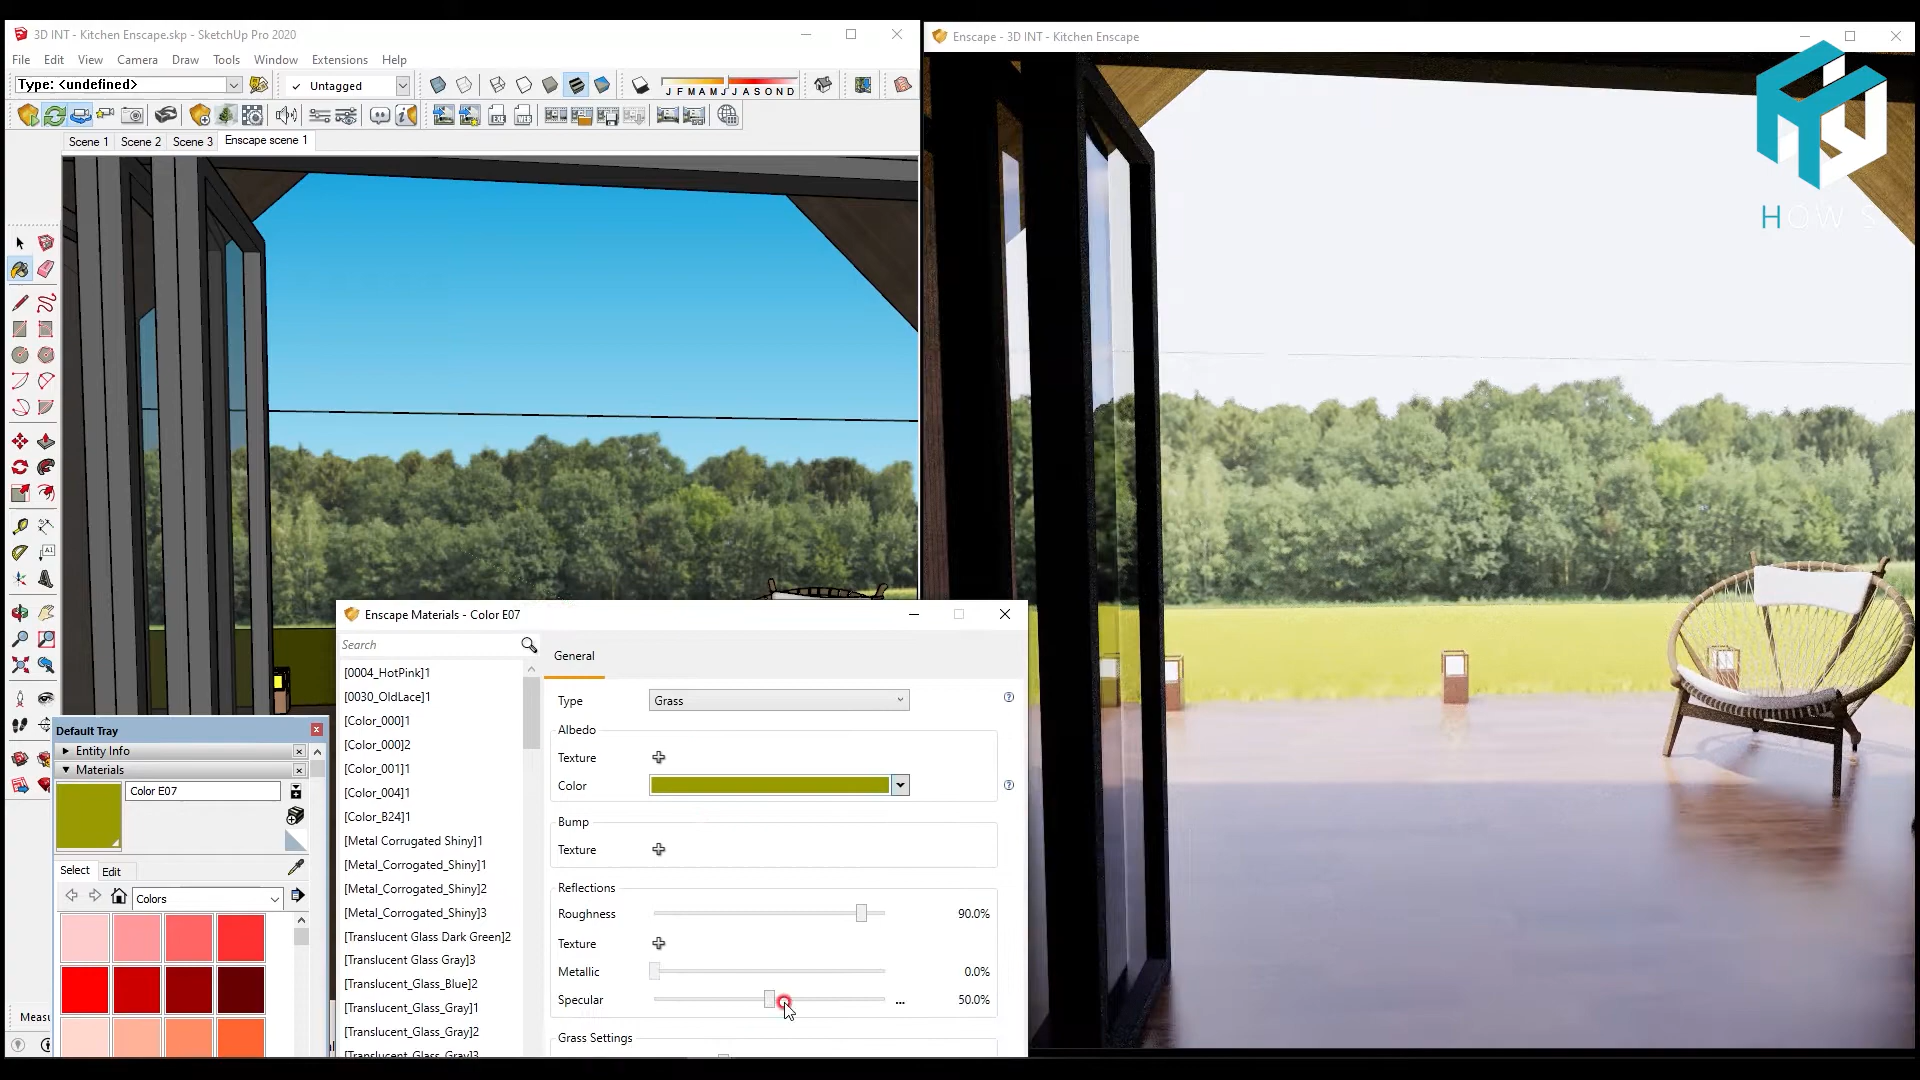 3D INT - Kitchen Enscape.skp - SketchUp Pro 2020
File Edit View Camera Draw Tools Window Extensions Help
Type: <undefined>
Untagged
J F M A M J J A S O N D
Scene 1 Scene 2 Scene 3 Enscape scene 1
Enscape - 3D INT - Kitchen Enscape
HOW S
Enscape Materials - Color E07
Search
[0004_HotPink]1
[0030_OldLace]1
[Color_000]1
[Color_000]2
[Color_001]1
[Color_004]1
[Color_B24]1
[Metal Corrugated Shiny]1
[Metal_Corrogated_Shiny]1
[Metal_Corrogated_Shiny]2
[Metal_Corrogated_Shiny]3
[Translucent Glass Dark Green]2
[Translucent Glass Gray]3
[Translucent_Glass_Blue]2
[Translucent_Glass_Gray]1
[Translucent_Glass_Gray]2
[Translucent_Glass_Gray]3
General
Type Grass
Albedo
Texture
Color
Bump
Texture
Reflections
Roughness 90.0%
Texture
Metallic 0.0%
Specular ... 50.0%
Grass Settings
Default Tray
Entity Info
Materials
Color E07
Select Edit
Colors
Measu